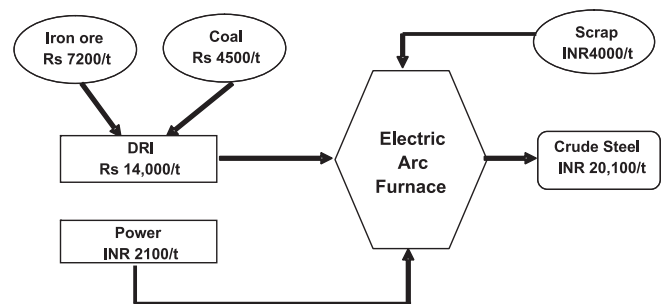 Iron ore
Rs 7200/t
Coal
Rs 4500/t
Scrap
INR4000/t
DRI
Rs 14,000/t
Electric
Arc
Furnace
Crude Steel
INR 20,100/t
Power
INR 2100/t